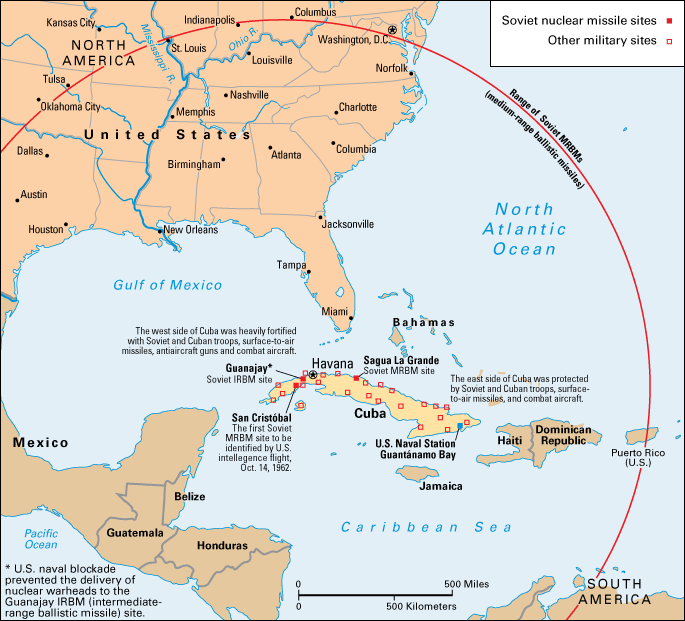 Soviet nuclear missile sites
Other military sites
Columbus
Indianapolis
Kansas City
Mississippi R.
St. Louis
Ohio R.
Washington, D.C.
NORTH
AMERICA
Louisville
Norfolk
Tulsa
Nashville
Oklahoma City
Memphis
Charlotte
Range of Soviet MRBMs
(medium-range ballistic missiles)
United States
Dallas
Birmingham
Atlanta
Columbia
Austin
Houston
New Orleans
Jacksonville
North
Atlantic
Ocean
Tampa
Gulf of Mexico
Miami
Bahamas
The west side of Cuba was heavily fortified
with Soviet and Cuban troops, surface-to-air
missiles, antiaircraft guns and combat aircraft.
Guanajay*
Soviet IRBM site
Havana
Sagua La Grande
Soviet MRBM site
The east side of Cuba was protected
by Soviet and Cuban troops, surface-
to-air missiles, and combat aircraft.
San Cristóbal
The first Soviet
MRBM site to be
identified by U.S.
intellegence flight,
Oct. 14, 1962.
Cuba
U.S. Naval Station
Guantánamo Bay
Haiti
Dominican
Republic
Puerto Rico
(U.S.)
Mexico
Jamaica
Belize
Caribbean Sea
Pacific
Ocean
Guatemala
Honduras
* U.S. naval blockade
prevented the delivery of
nuclear warheads to the
Guanajay IRBM (intermediate-
range ballistic missile) site.
0
500 Miles
0
500 Kilometers
SOUTH
AMERICA